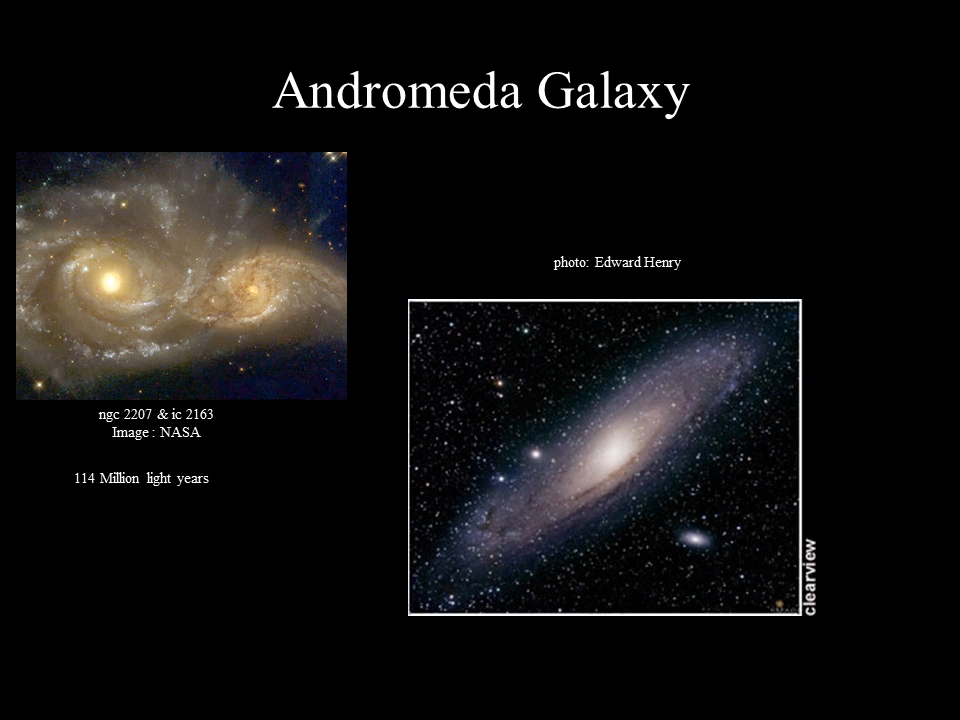 Andromeda Galaxy
photo: Edward Henry
ngc 2207 & ic 2163
Image : NASA
114 Million light years
clearview